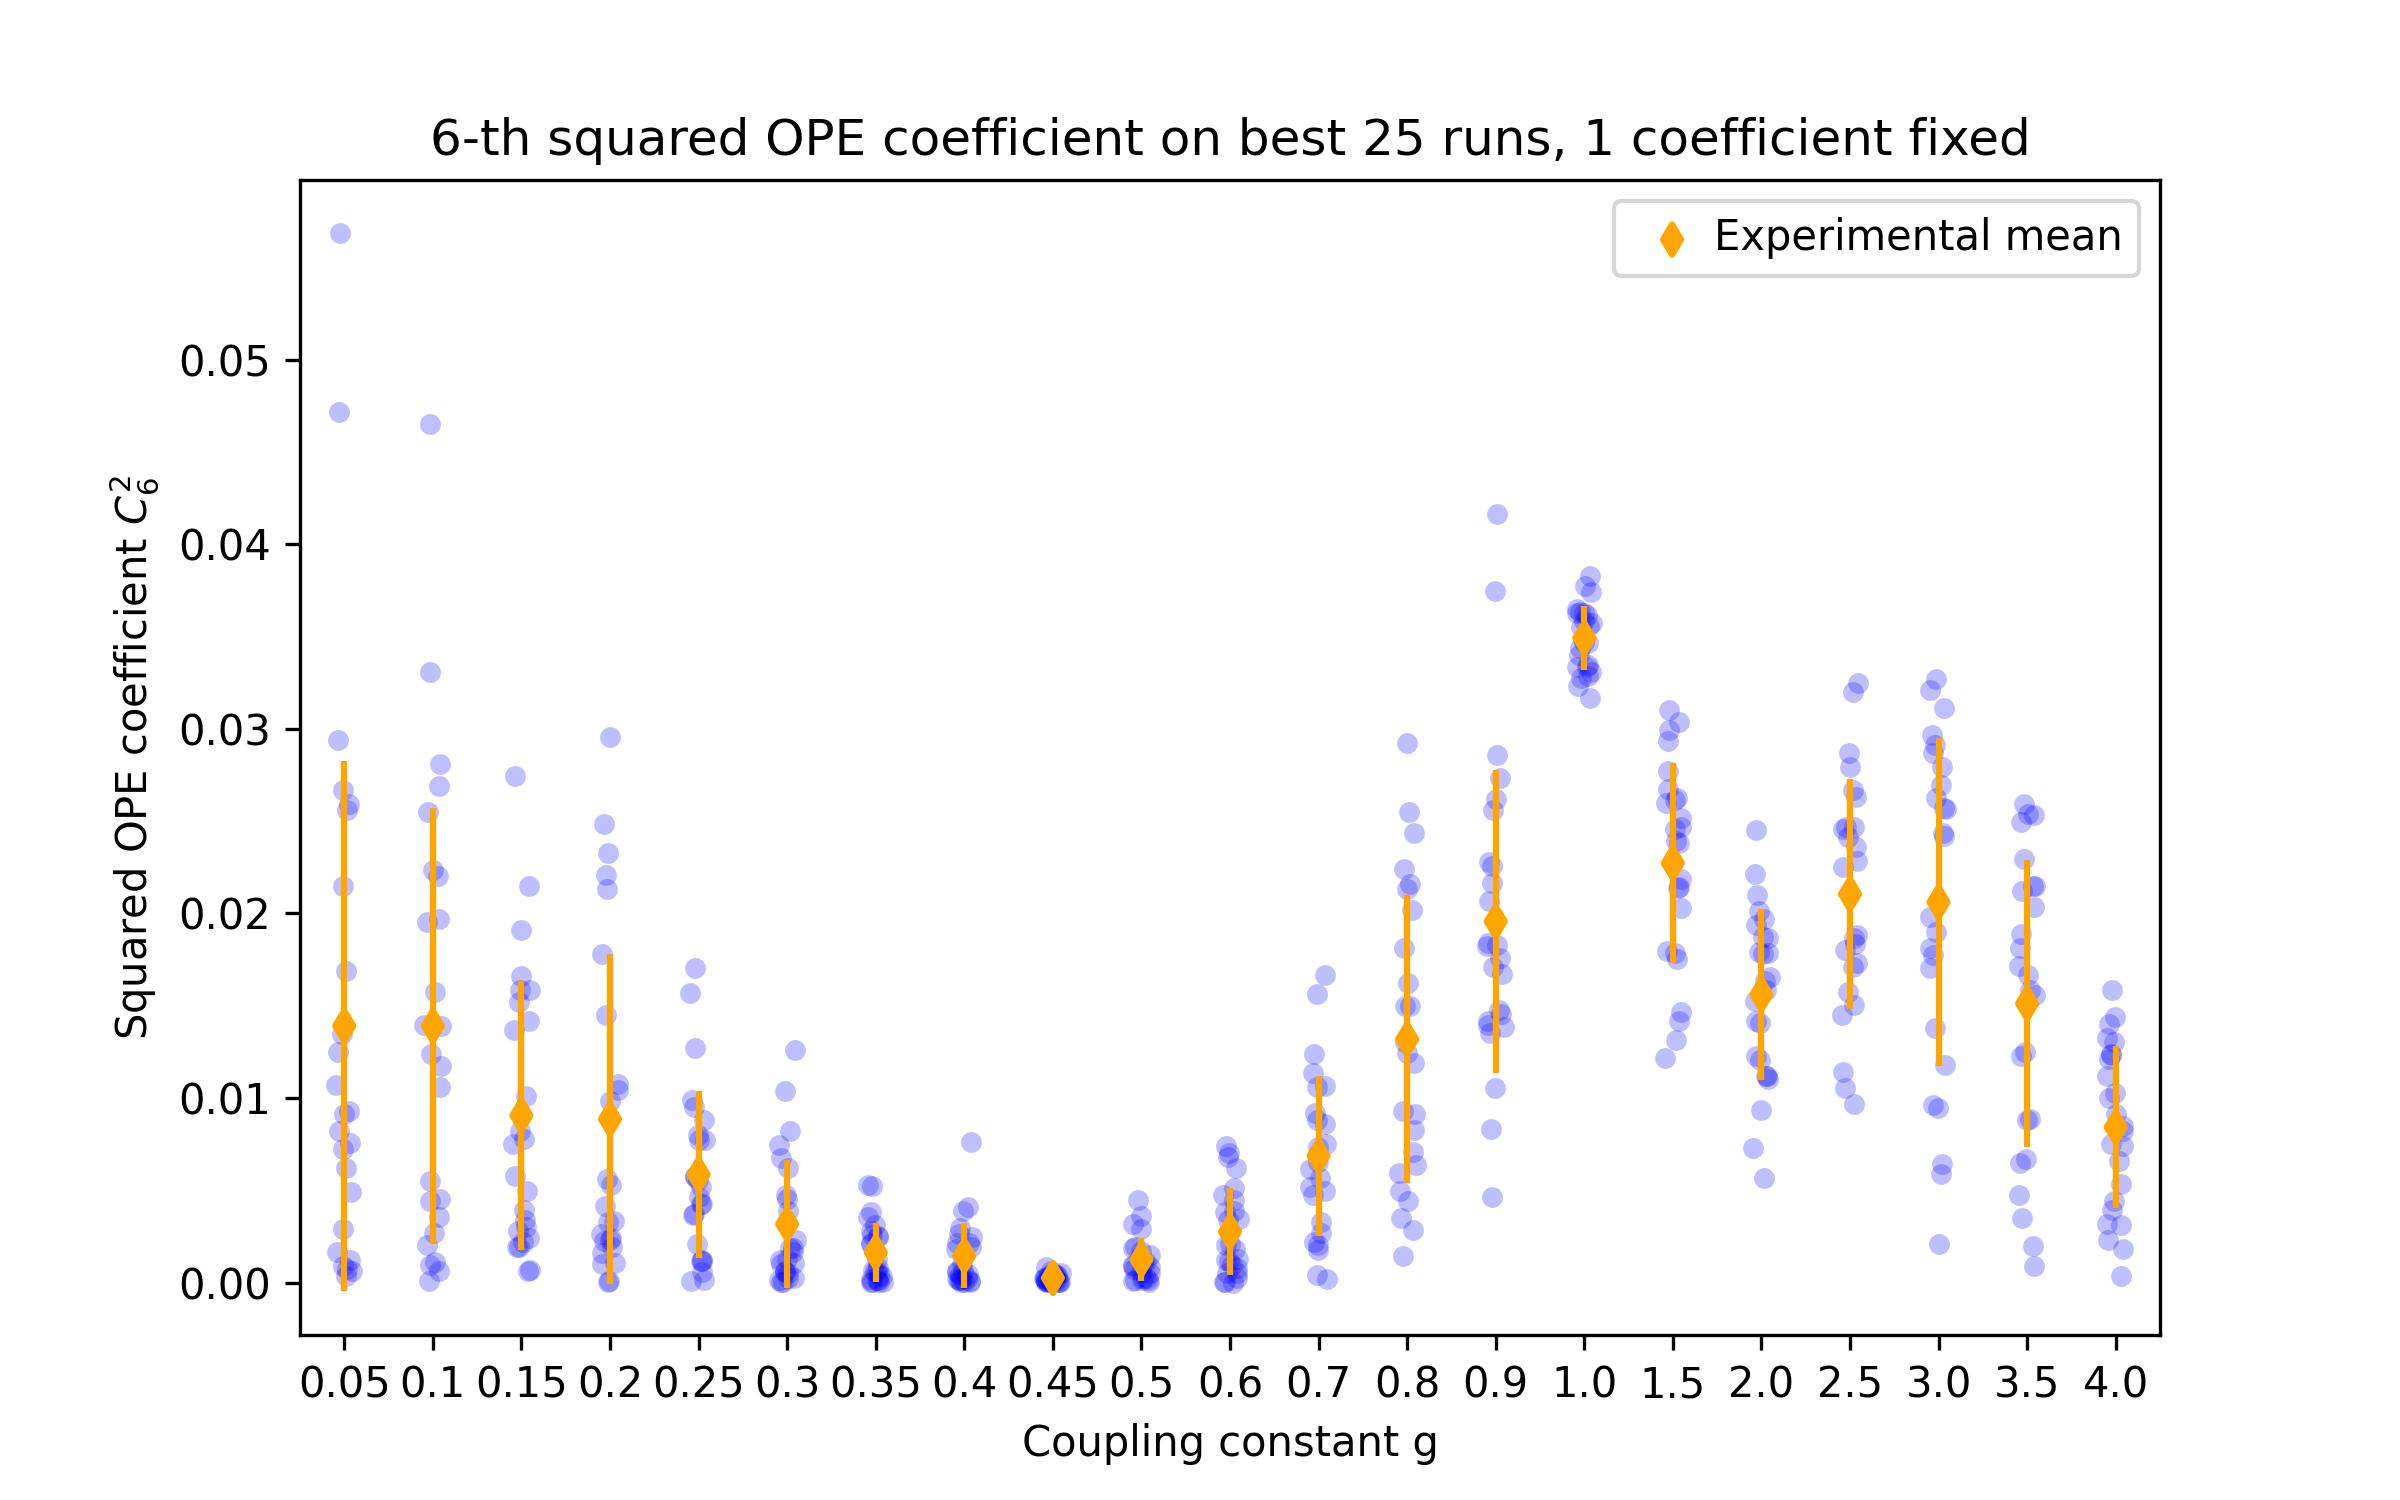 6-th squared OPE coefficient on best 25 runs, 1 coefficient fixed
Experimental mean
Squared OPE coefficient $C_6^2$
0.05
0.04
0.03
0.02
0.01
0.00
0.05 0.1 0.15 0.2 0.25 0.3 0.35 0.4 0.45 0.5 0.6 0.7 0.8 0.9 1.0 1.5 2.0 2.5 3.0 3.5 4.0
Coupling constant g